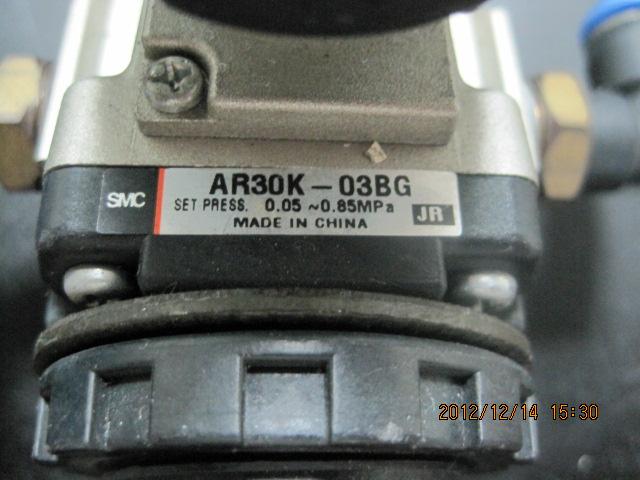 SMC
AR30K-03BG
SET PRESS. 0.05 ~0.85MPa
JR
MADE IN CHINA
2012/12/14 15:30